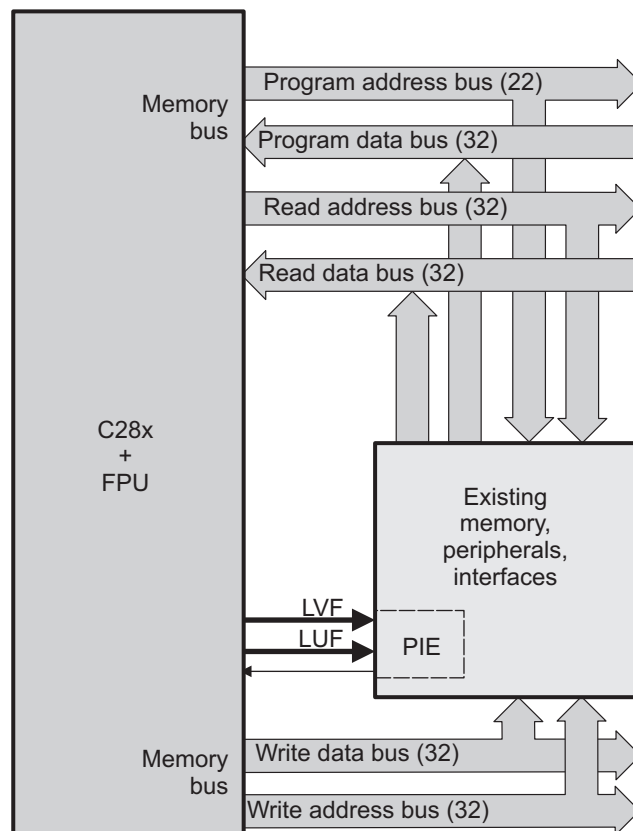 Program address bus (22)
Memory
bus
Program data bus (32)
Read address bus (32)
Read data bus (32)
C28x
+
FPU
Existing
memory,
peripherals,
interfaces
LVF
LUF
PIE
Memory
bus
Write data bus (32)
Write address bus (32)